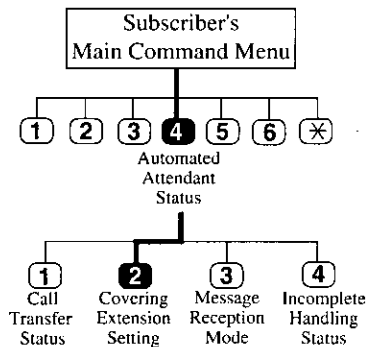 Subscriber's
Main Command Menu
1 2 3 4 5 6 *
Automated
Attendant
Status
1 2 3 4
Call Covering Message Incomplete
Transfer Extension Reception Handling
Status Setting Mode Status